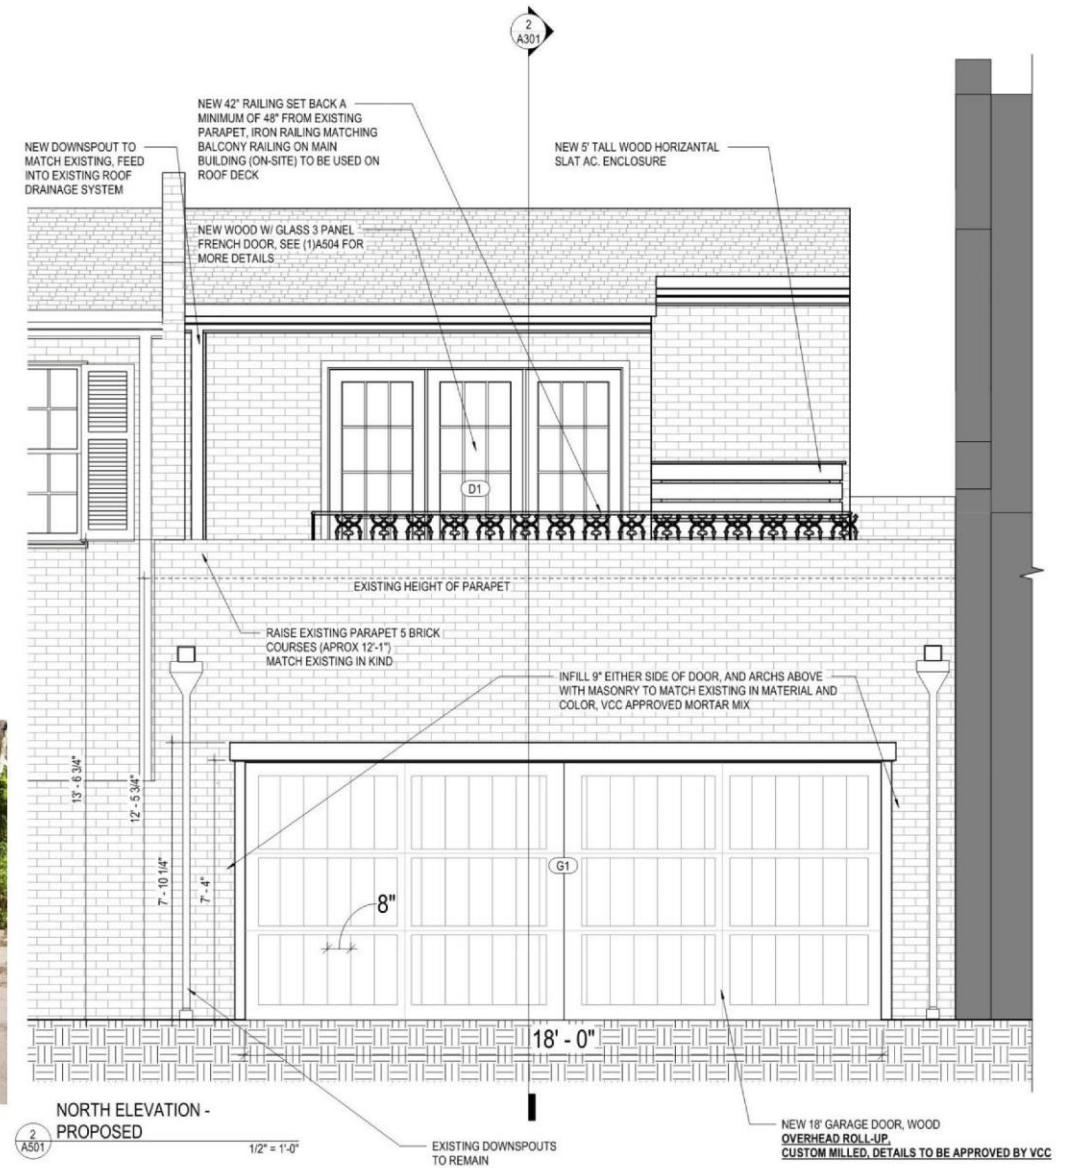 2
A301
NEW 42" RAILING SET BACK A
MINIMUM OF 48" FROM EXISTING
PARAPET, IRON RAILING MATCHING
BALCONY RAILING ON MAIN
BUILDING (ON-SITE) TO BE USED ON
ROOF DECK
NEW DOWNSPOUT TO
MATCH EXISTING, FEED
INTO EXISTING ROOF
DRAINAGE SYSTEM
NEW 5' TALL WOOD HORIZANTAL
SLAT AC. ENCLOSURE
NEW WOOD W/ GLASS 3 PANEL
FRENCH DOOR, SEE (1)A504 FOR
MORE DETAILS
D1
EXISTING HEIGHT OF PARAPET
RAISE EXISTING PARAPET 5 BRICK
COURSES (APROX 12'-1")
MATCH EXISTING IN KIND
INFILL 9" EITHER SIDE OF DOOR, AND ARCHS ABOVE
WITH MASONRY TO MATCH EXISTING IN MATERIAL AND
COLOR, VCC APPROVED MORTAR MIX
13' - 6 3/4"
12' - 5 3/4"
7' - 10 1/4"
7' - 4"
G1
8"
18' - 0"
NORTH ELEVATION -
PROPOSED
2
A501
1/2" = 1'-0"
EXISTING DOWNSPOUTS
TO REMAIN
NEW 18' GARAGE DOOR, WOOD
OVERHEAD ROLL-UP,
CUSTOM MILLED, DETAILS TO BE APPROVED BY VCC